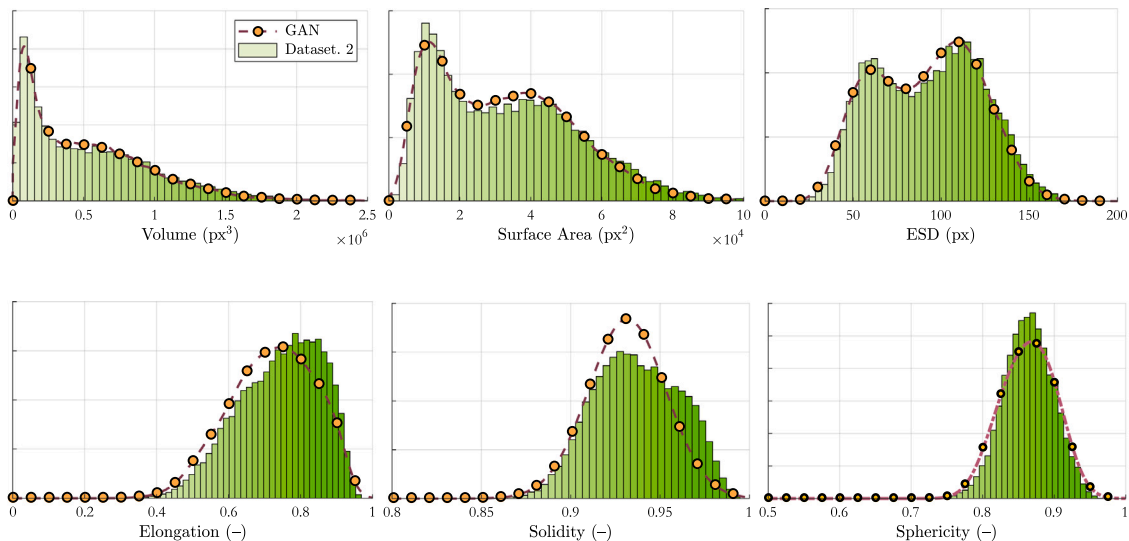 GAN
Dataset. 2
0 0.5 1 1.5 2 2.5
Volume (px³)
×10⁶
0 2 4 6 8 10
Surface Area (px²)
×10⁴
0 50 100 150 200
ESD (px)
0 0.2 0.4 0.6 0.8 1
Elongation (–)
0.8 0.85 0.9 0.95 1
Solidity (–)
0.5 0.6 0.7 0.8 0.9 1
Sphericity (–)